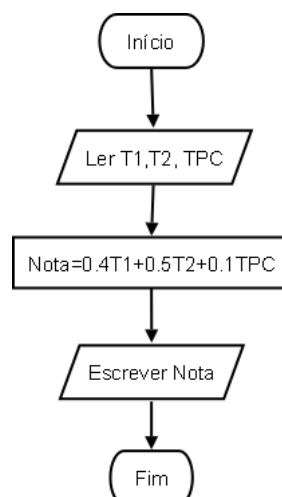 Início
Ler T1,T2, TPC
Nota=0.4T1+0.5T2+0.1TPC
Escrever Nota
Fim